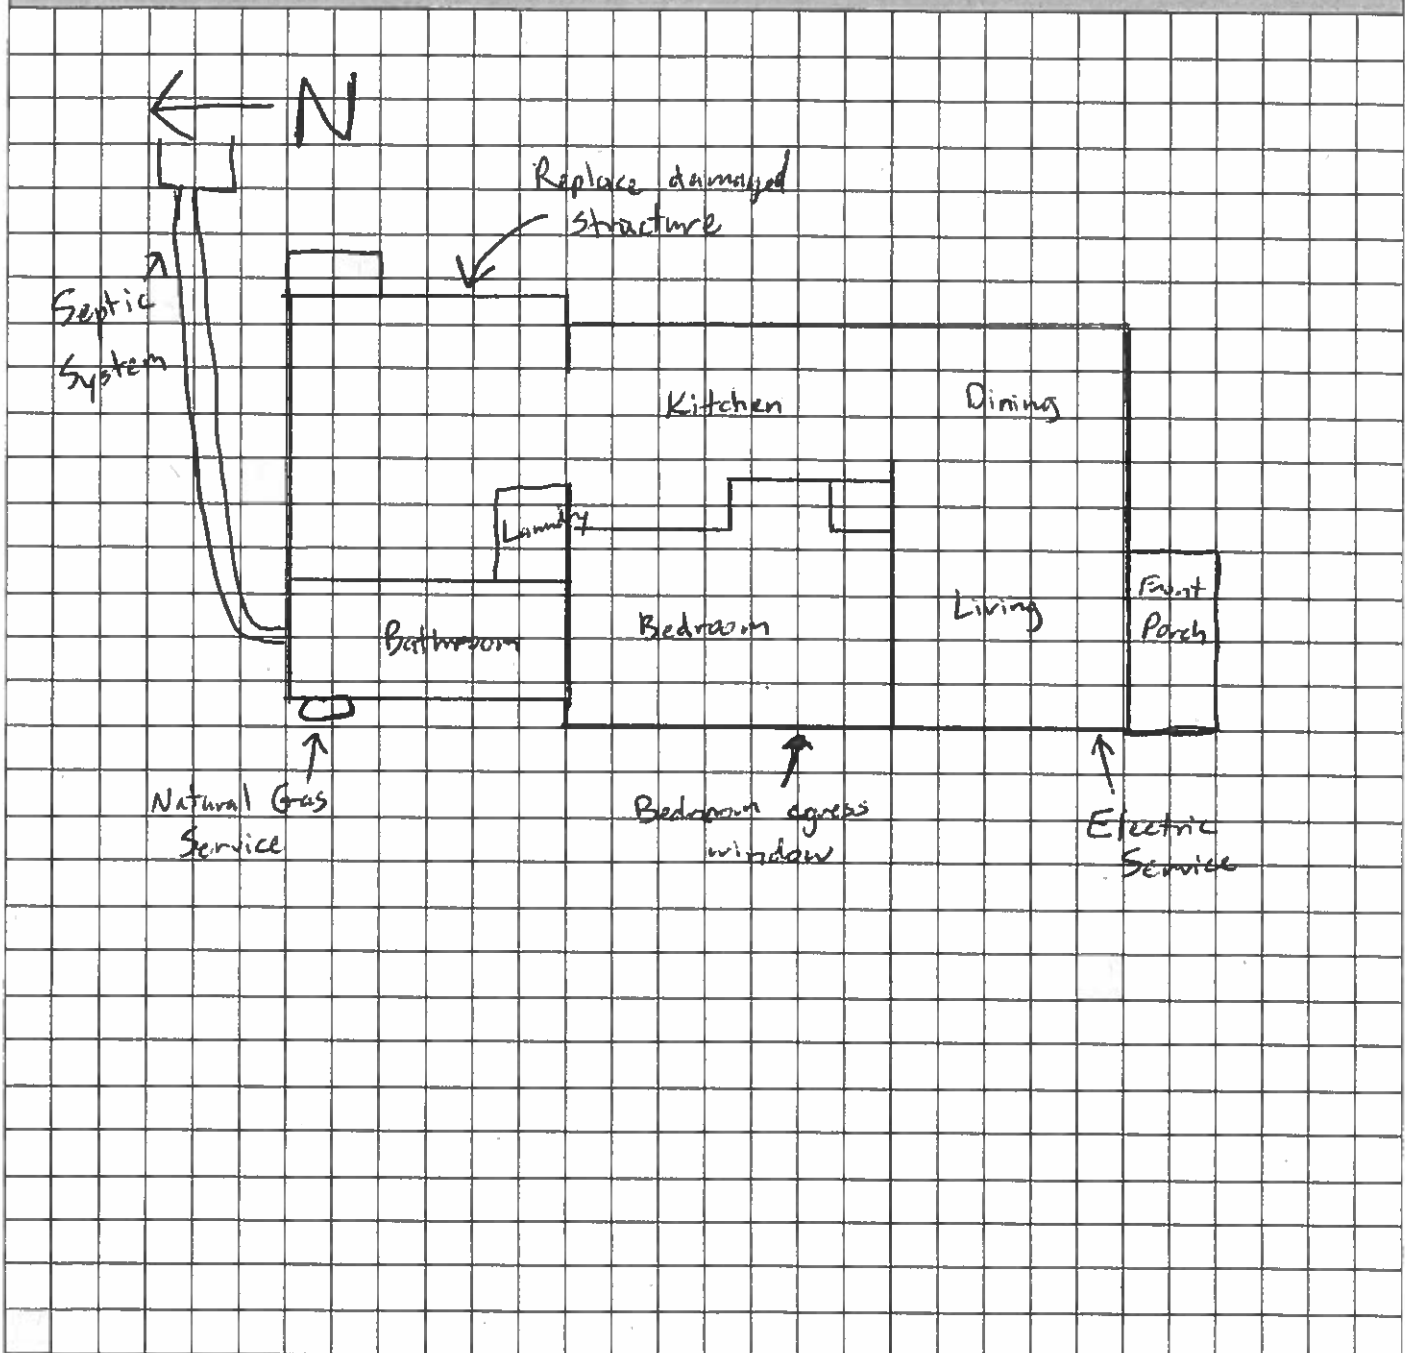 N
Replace damaged
structure
Septic
System
Kitchen
Dining
Laundry
Bathroom
Bedroom
Living
Front
Porch
Natural Gas
Service
Bedroom egress
window
Electric
Service